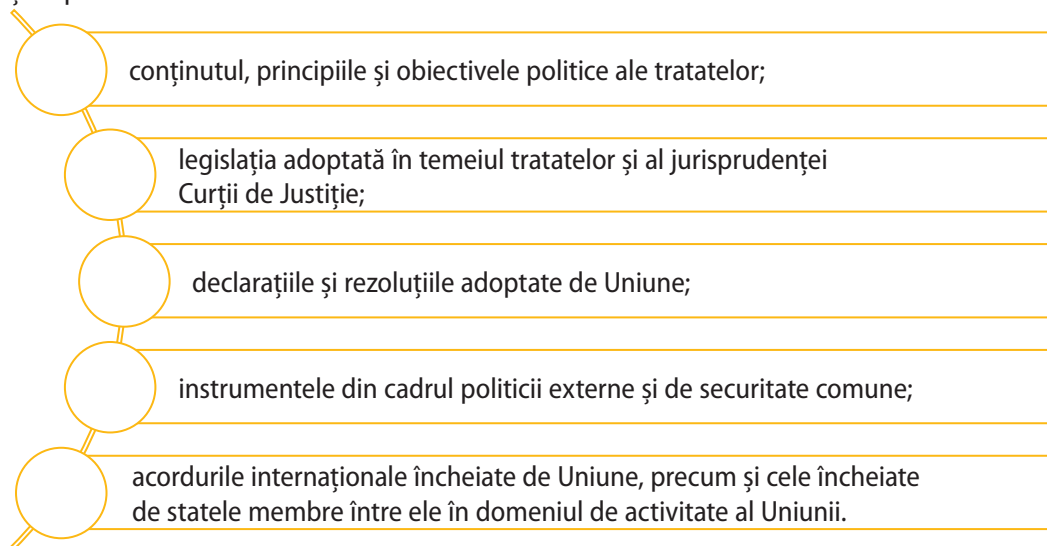 conținutul, principiile și obiectivele politice ale tratatelor;
legislația adoptată în temeiul tratatelor și al jurisprudenței
Curții de Justiție;
declarațiile și rezoluțiile adoptate de Uniune;
instrumentele din cadrul politicii externe și de securitate comune;
acordurile internaționale încheiate de Uniune, precum și cele încheiate
de statele membre între ele în domeniul de activitate al Uniunii.